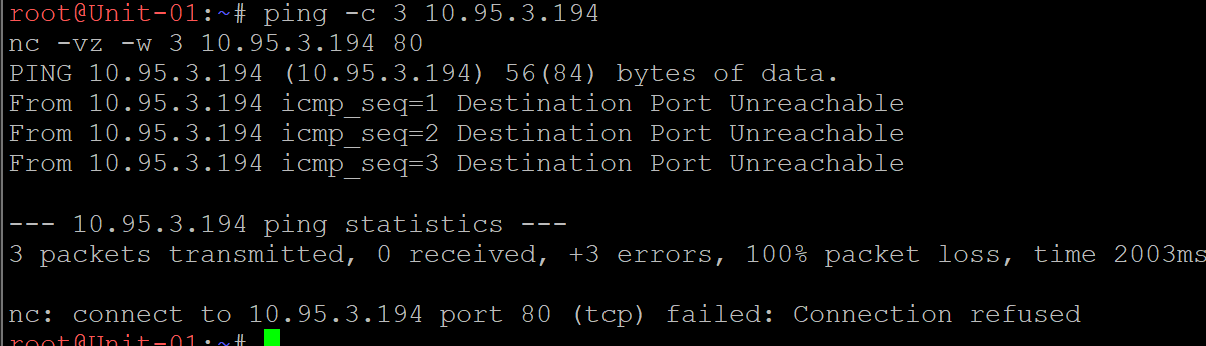 root@Unit-01:~# ping -c 3 10.95.3.194
nc -vz -w 3 10.95.3.194 80
PING 10.95.3.194 (10.95.3.194) 56(84) bytes of data.
From 10.95.3.194 icmp_seq=1 Destination Port Unreachable
From 10.95.3.194 icmp_seq=2 Destination Port Unreachable
From 10.95.3.194 icmp_seq=3 Destination Port Unreachable
--- 10.95.3.194 ping statistics ---
3 packets transmitted, 0 received, +3 errors, 100% packet loss, time 2003ms
nc: connect to 10.95.3.194 port 80 (tcp) failed: Connection refused
root@Unit-01:~#